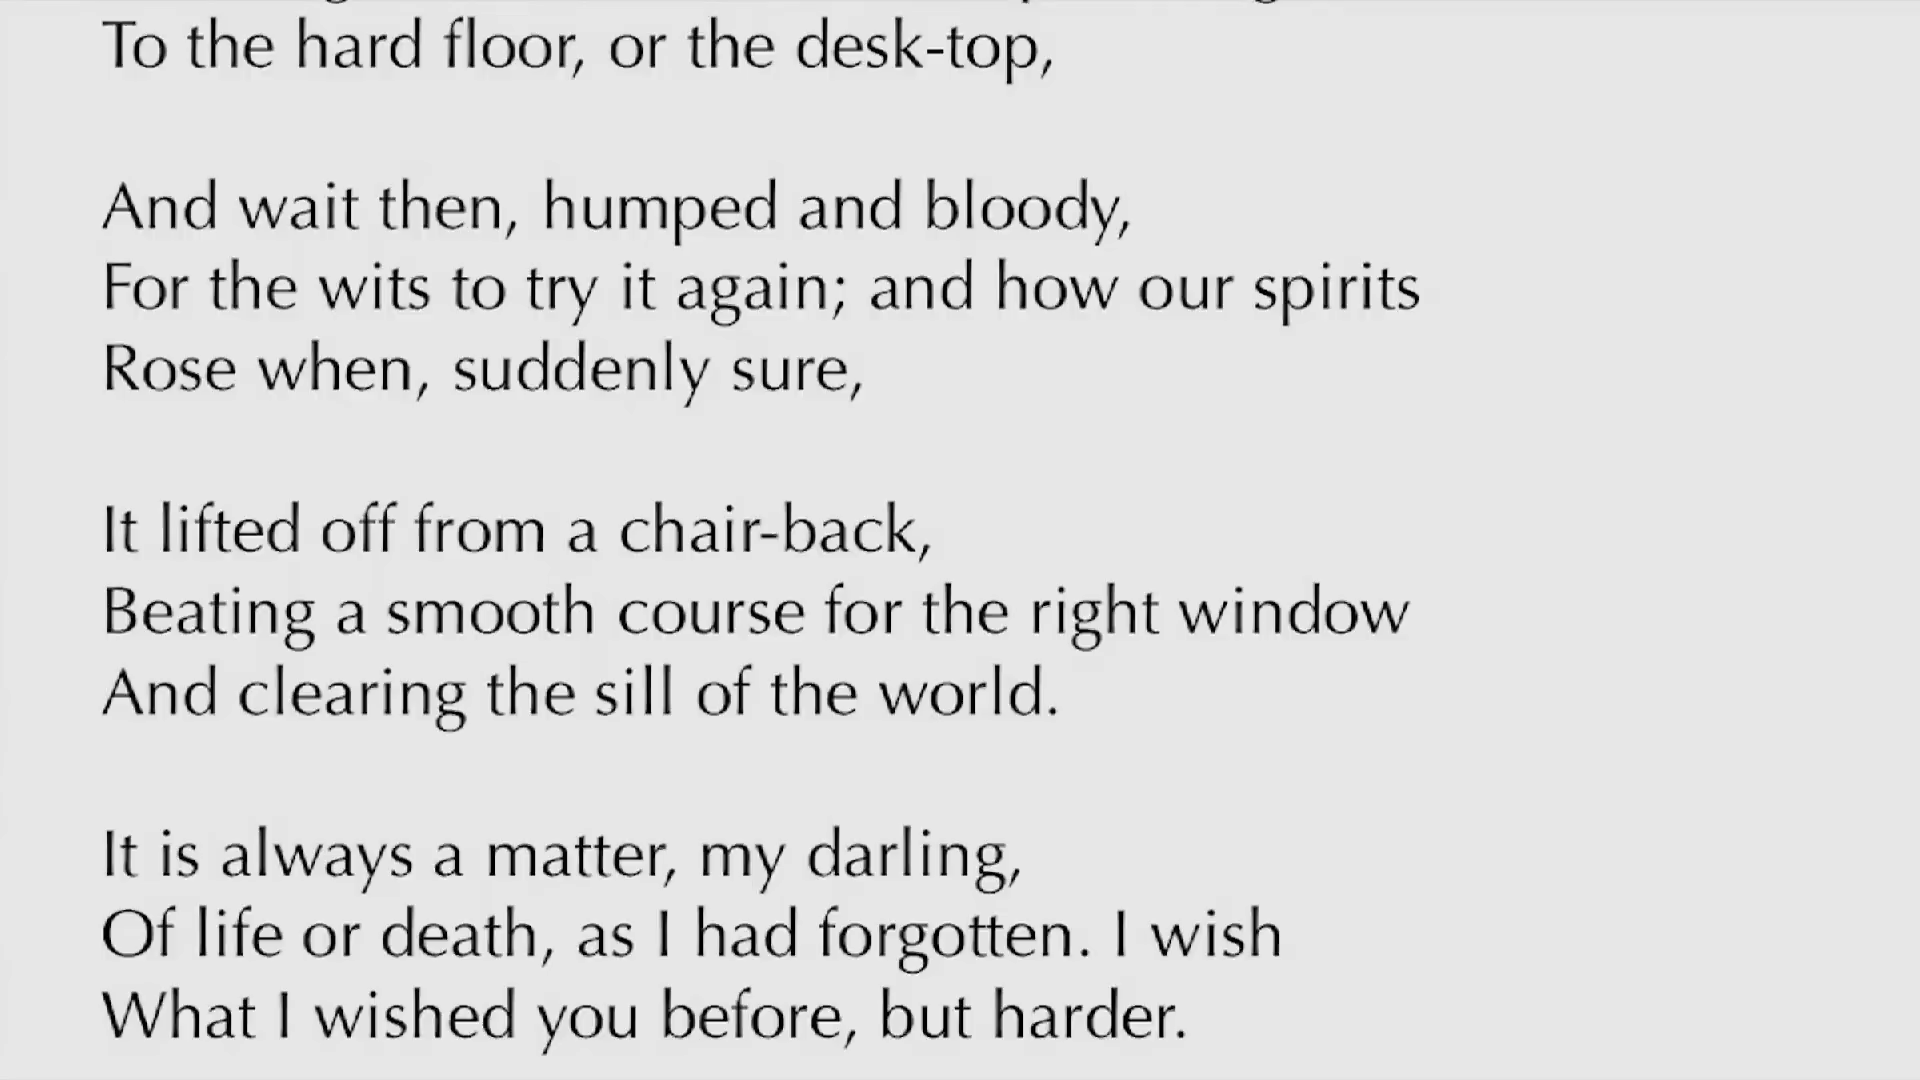 To the hard floor, or the desk-top,
And wait then, humped and bloody,
For the wits to try it again; and how our spirits
Rose when, suddenly sure,
It lifted off from a chair-back,
Beating a smooth course for the right window
And clearing the sill of the world.
It is always a matter, my darling,
Of life or death, as I had forgotten. I wish
What I wished you before, but harder.